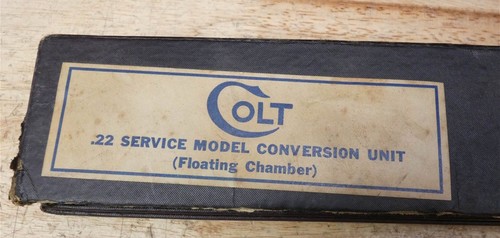 COLT
.22 SERVICE MODEL CONVERSION UNIT
(Floating Chamber)